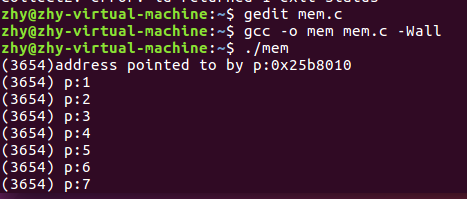 collect2: error: ld returned 1 exit status
zhy@zhy-virtual-machine:~$ gedit mem.c
zhy@zhy-virtual-machine:~$ gcc -o mem mem.c -Wall
zhy@zhy-virtual-machine:~$ ./mem
(3654)address pointed to by p:0x25b8010
(3654) p:1
(3654) p:2
(3654) p:3
(3654) p:4
(3654) p:5
(3654) p:6
(3654) p:7